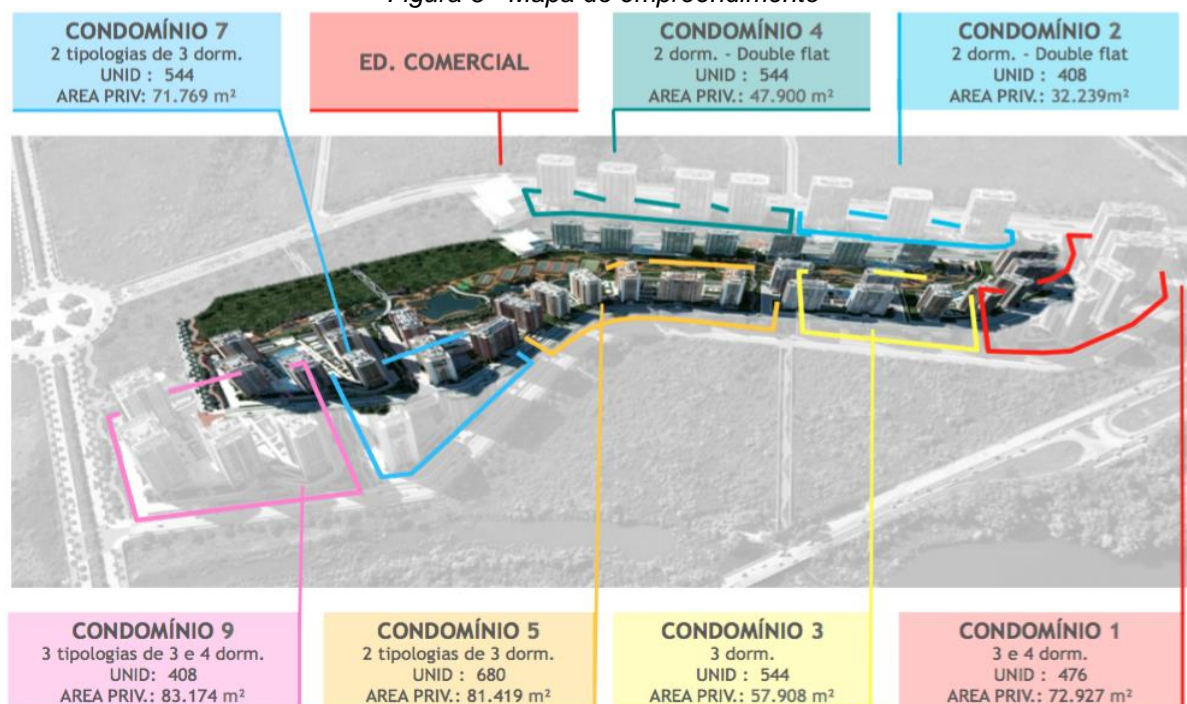 Figura 3 - Mapa do empreendimento
CONDOMÍNIO 7
2 tipologias de 3 dorm.
UNID : 544
AREA PRIV: 71.769 m²
ED. COMERCIAL
CONDOMÍNIO 4
2 dorm. - Double flat
UNID : 544
AREA PRIV.: 47.900 m²
CONDOMÍNIO 2
2 dorm. - Double flat
UNID : 408
AREA PRIV.: 32.239m²
CONDOMÍNIO 9
3 tipologias de 3 e 4 dorm.
UNID: 408
AREA PRIV.: 83.174 m²
CONDOMÍNIO 5
2 tipologias de 3 dorm.
UNID : 680
AREA PRIV.: 81.419 m²
CONDOMÍNIO 3
3 dorm.
UNID : 544
AREA PRIV.: 57.908 m²
CONDOMÍNIO 1
3 e 4 dorm.
UNID : 476
AREA PRIV.: 72.927 m²